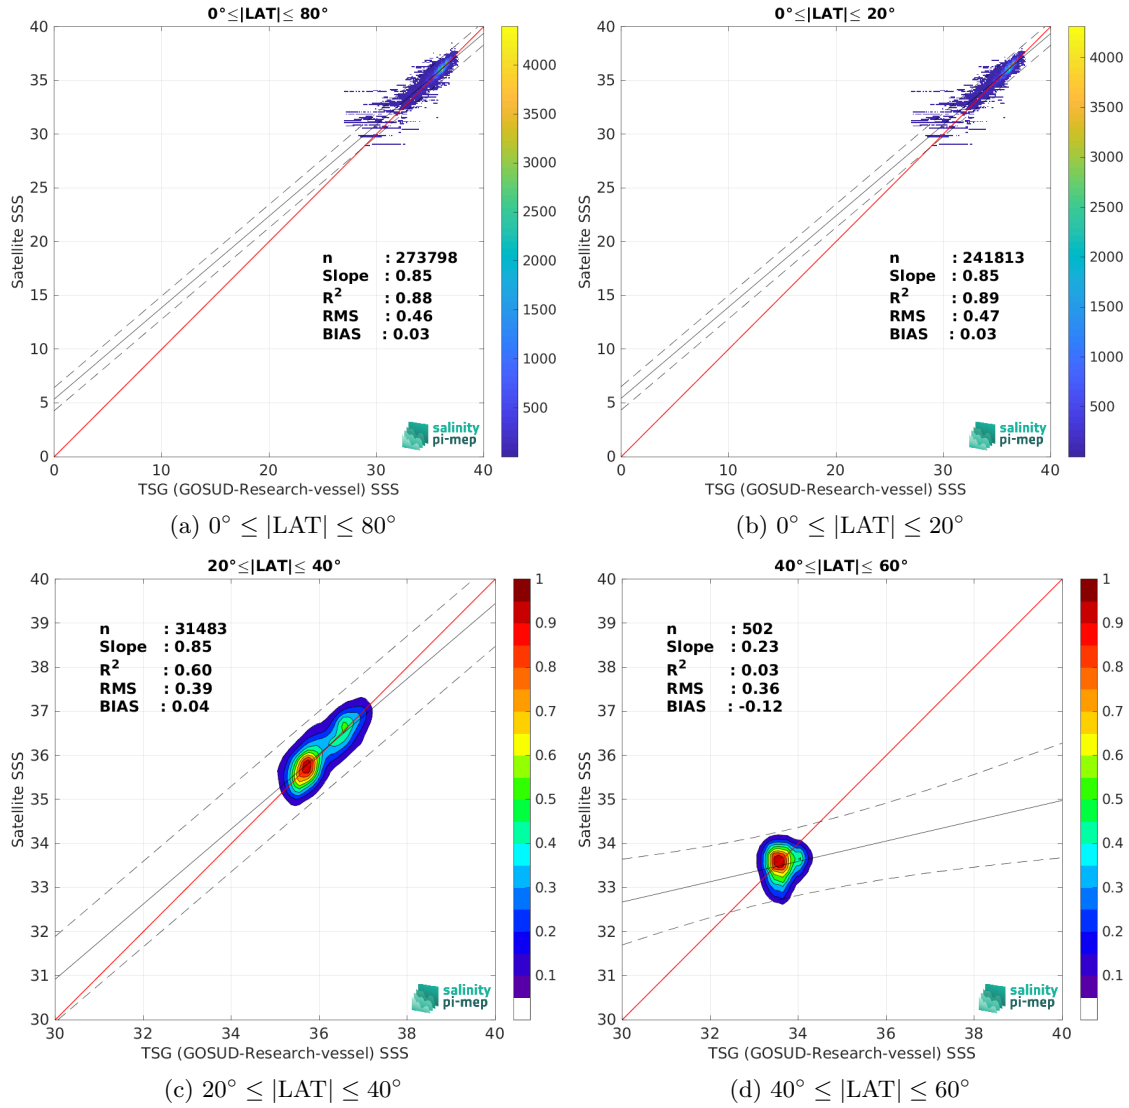 0°≤|LAT|≤ 80°
Satellite SSS
40
35
30
25
20
15
10
5
0
0 10 20 30 40
TSG (GOSUD-Research-vessel) SSS
n : 273798
Slope : 0.85
R² : 0.88
RMS : 0.46
BIAS : 0.03
salinity
pi-mep
4000
3500
3000
2500
2000
1500
1000
500
(a) 0° ≤ |LAT| ≤ 80°
0°≤|LAT|≤ 20°
Satellite SSS
40
35
30
25
20
15
10
5
0
0 10 20 30 40
TSG (GOSUD-Research-vessel) SSS
n : 241813
Slope : 0.85
R² : 0.89
RMS : 0.47
BIAS : 0.03
salinity
pi-mep
4000
3500
3000
2500
2000
1500
1000
500
(b) 0° ≤ |LAT| ≤ 20°
20°≤|LAT|≤ 40°
Satellite SSS
40
39
38
37
36
35
34
33
32
31
30
30 32 34 36 38 40
TSG (GOSUD-Research-vessel) SSS
n : 31483
Slope : 0.85
R² : 0.60
RMS : 0.39
BIAS : 0.04
salinity
pi-mep
1
0.9
0.8
0.7
0.6
0.5
0.4
0.3
0.2
0.1
(c) 20° ≤ |LAT| ≤ 40°
40°≤|LAT|≤ 60°
Satellite SSS
40
39
38
37
36
35
34
33
32
31
30
30 32 34 36 38 40
TSG (GOSUD-Research-vessel) SSS
n : 502
Slope : 0.23
R² : 0.03
RMS : 0.36
BIAS : -0.12
salinity
pi-mep
1
0.9
0.8
0.7
0.6
0.5
0.4
0.3
0.2
0.1
(d) 40° ≤ |LAT| ≤ 60°